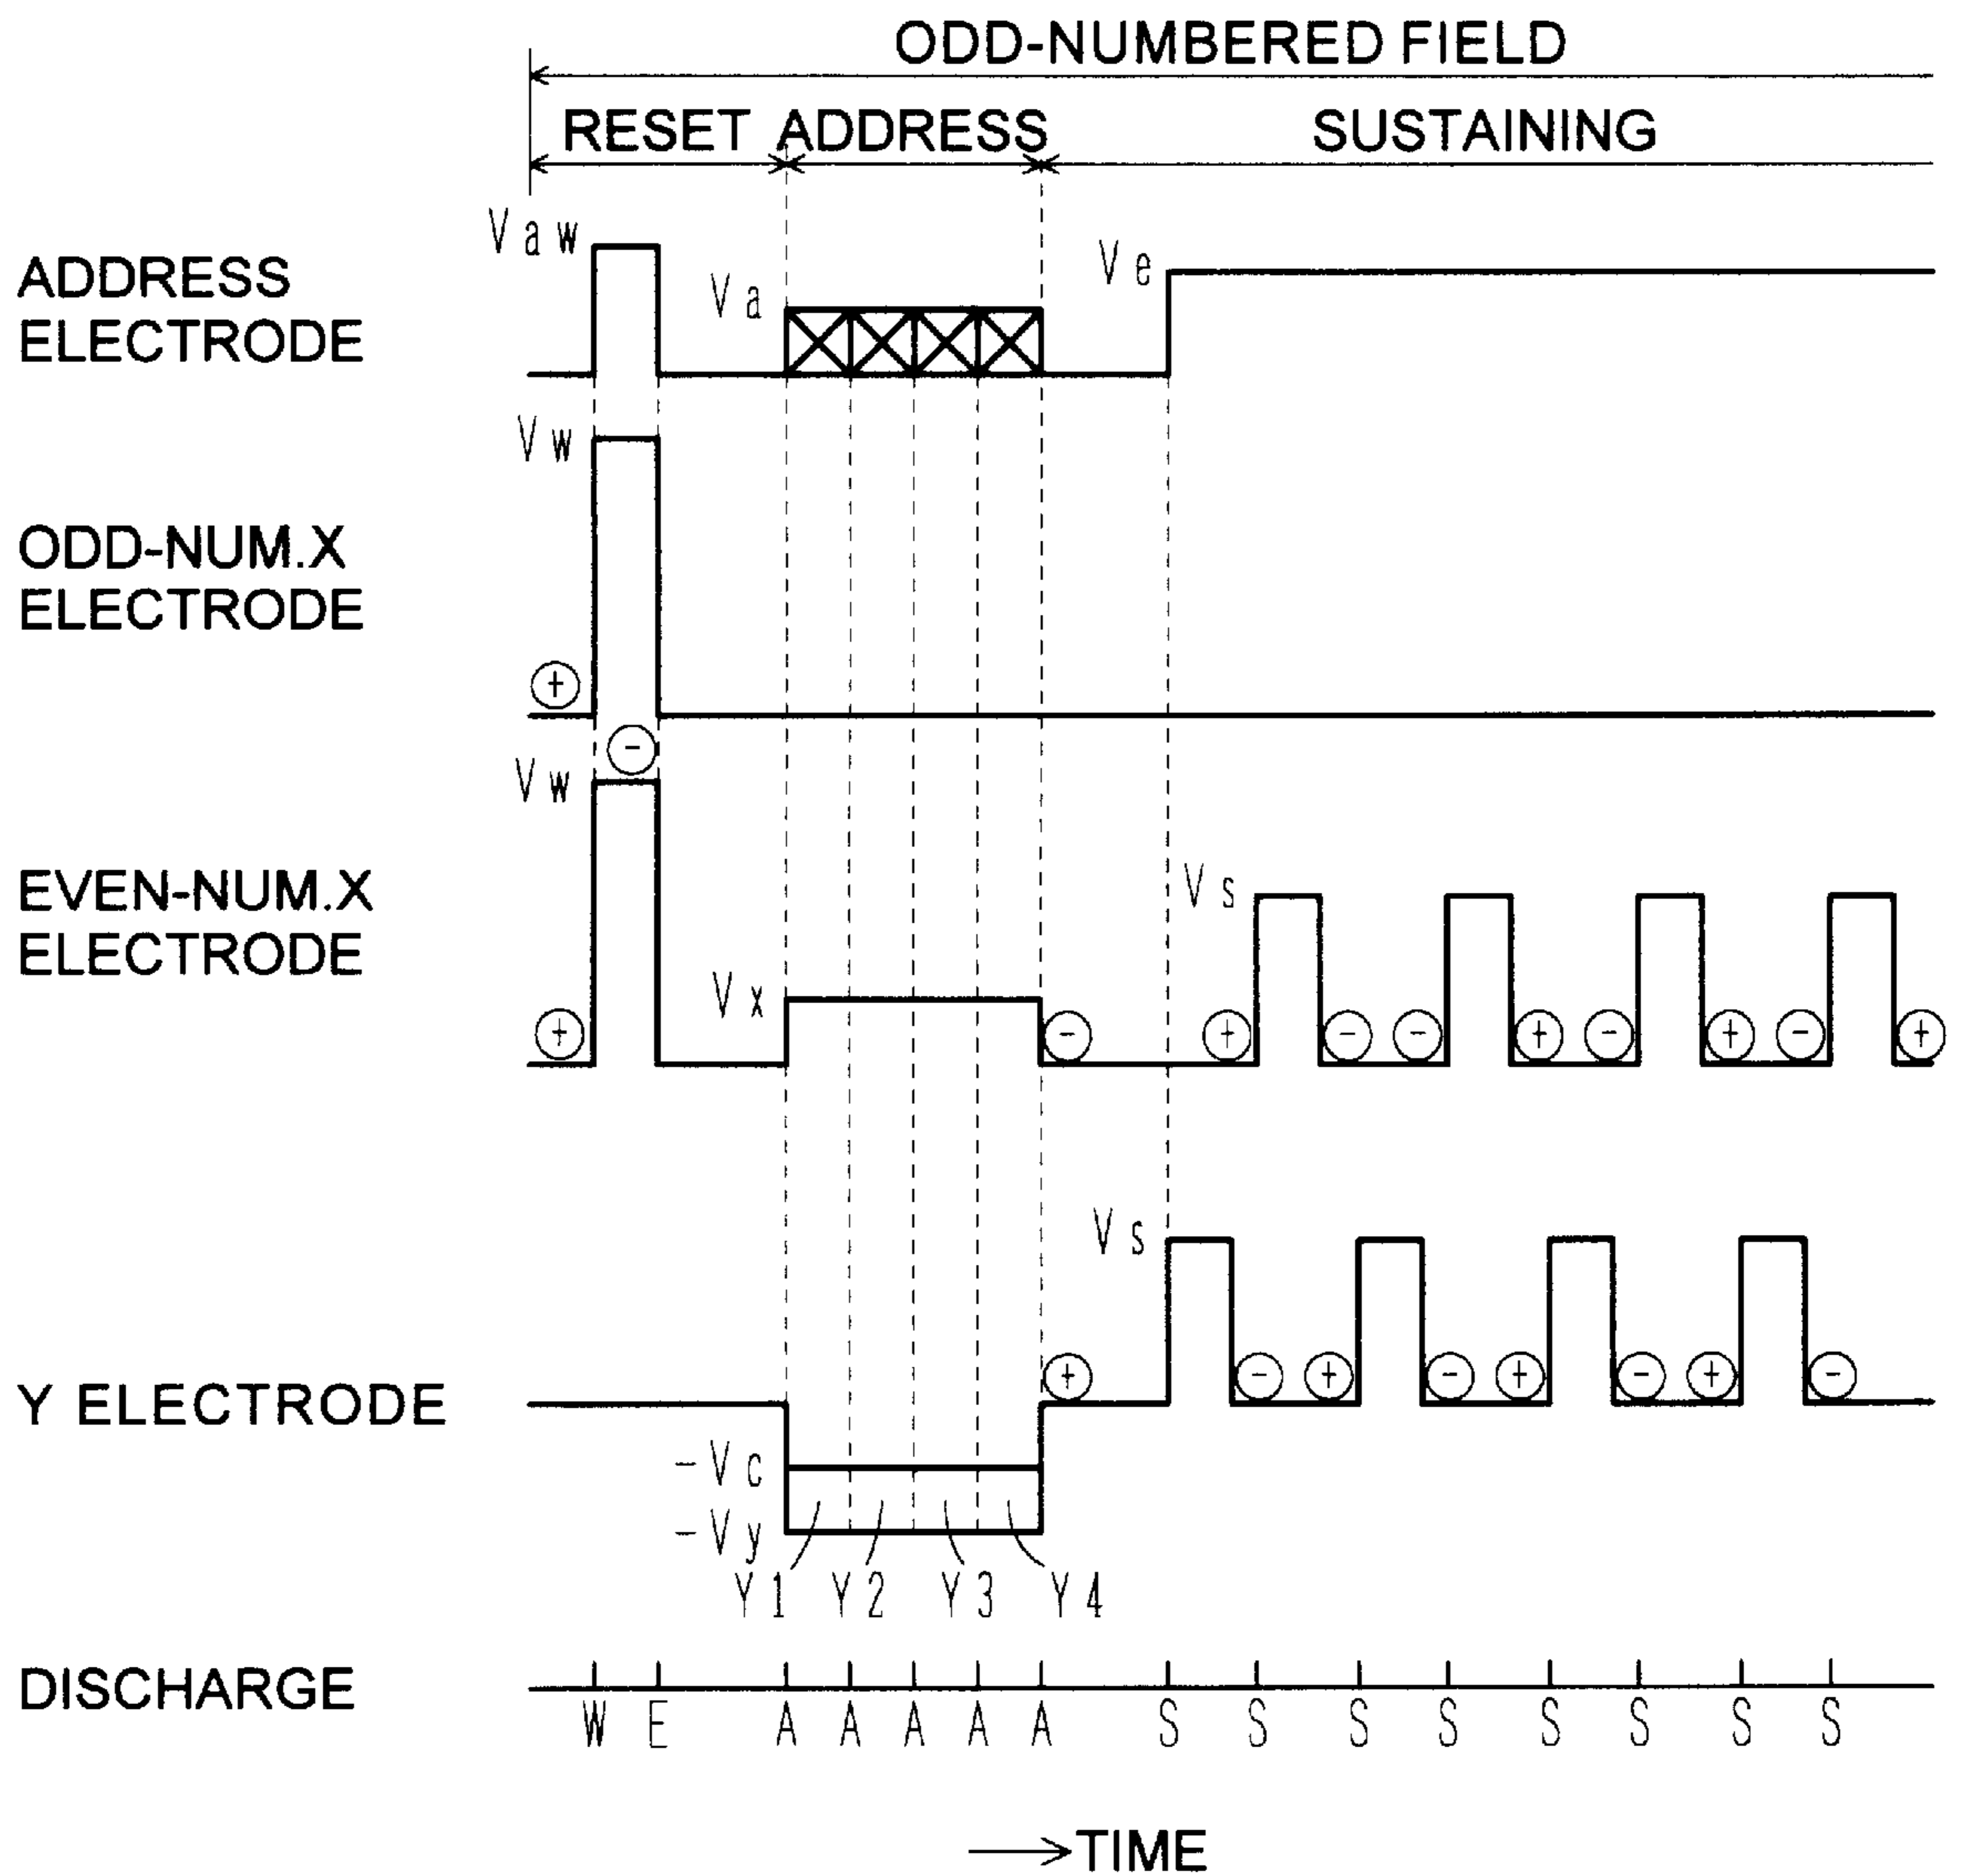 ODD-NUMBERED FIELD
RESET ADDRESS SUSTAINING
Vaw
Va
Ve
ADDRESS
ELECTRODE
Vw
ODD-NUM.X
ELECTRODE
+
-
Vw
EVEN-NUM.X
ELECTRODE
Vs
Vx
+ - + - - + - + - +
Vs
Y ELECTRODE
+ - + - + - + -
-Vc
-Vy
Y1 Y2 Y3 Y4
DISCHARGE
W E A A A A A S S S S S S S S
→TIME